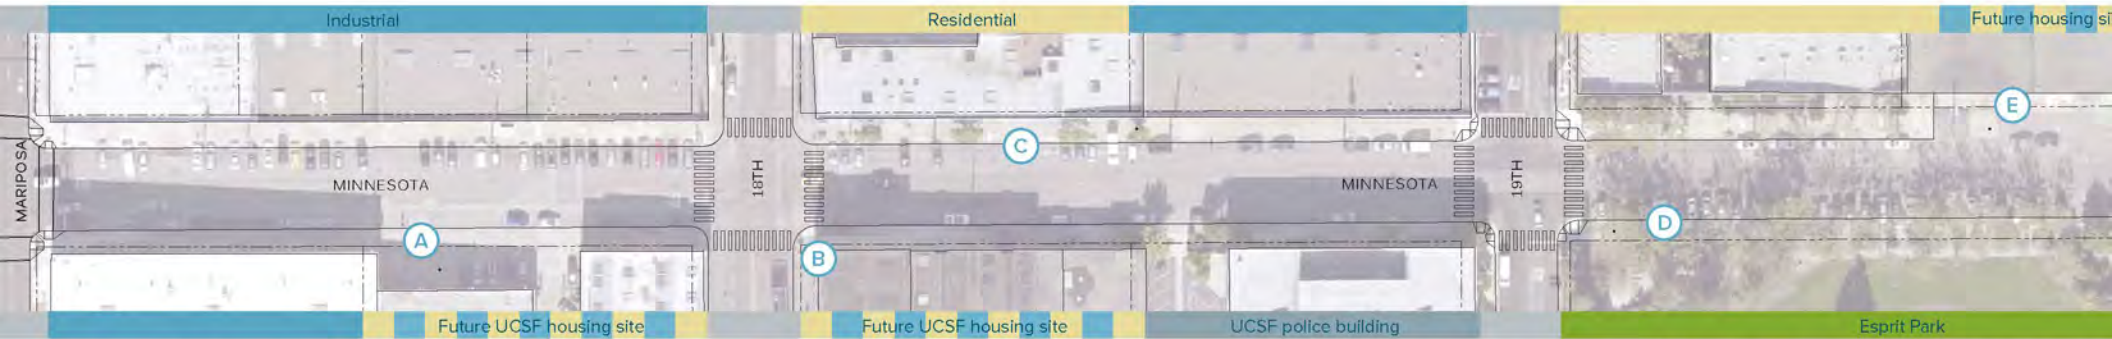 Industrial
Residential
Future housing si
C
E
MARIPOSA
MINNESOTA
18TH
MINNESOTA
19TH
A
B
D
Future UCSF housing site
Future UCSF housing site
UCSF police building
Esprit Park